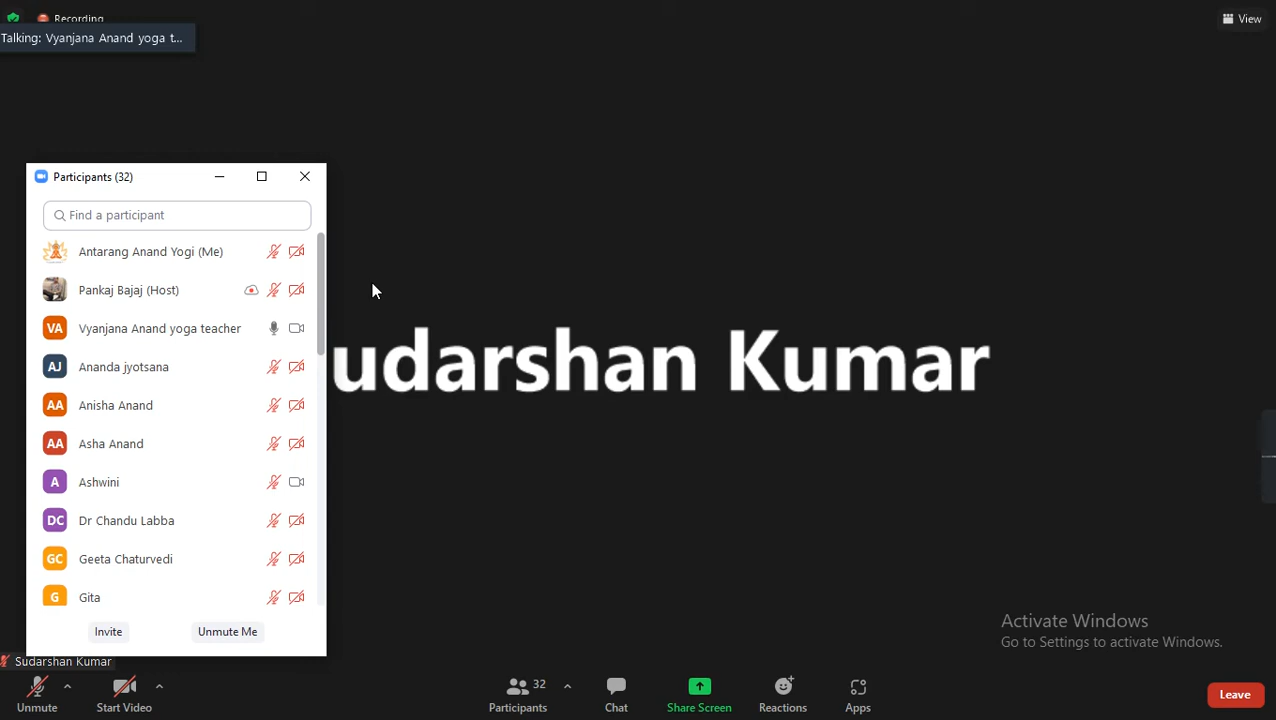 Recording
View
Talking: Vyanjana Anand yoga t...
Participants (32)
Find a participant
Antarang Anand Yogi (Me)
Pankaj Bajaj (Host)
VA Vyanjana Anand yoga teacher
AJ Ananda jyotsana
AA Anisha Anand
AA Asha Anand
A Ashwini
DC Dr Chandu Labba
GC Geeta Chaturvedi
G Gita
Invite Unmute Me
udarshan Kumar
Activate Windows
Go to Settings to activate Windows.
Sudarshan Kumar
Unmute
Start Video
32
Participants
Chat
Share Screen
Reactions
Apps
Leave